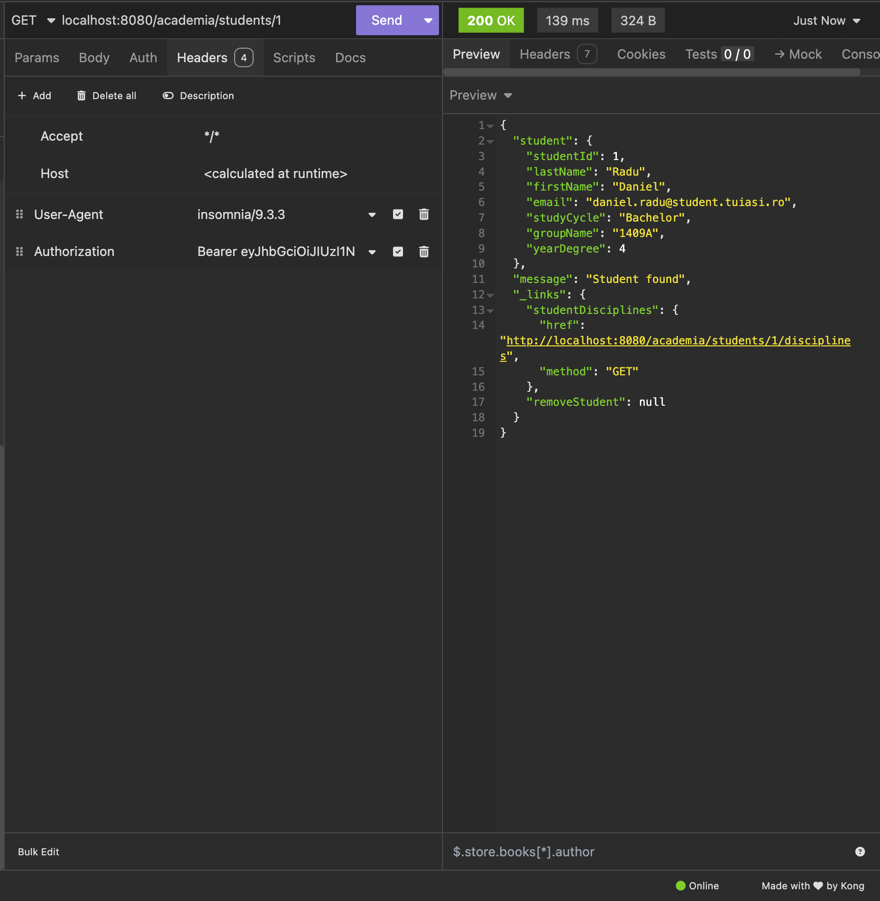 GET localhost:8080/academia/students/1 Send
Params Body Auth Headers 4 Scripts Docs
+ Add Delete all Description
Accept */*
Host <calculated at runtime>
User-Agent insomnia/9.3.3
Authorization Bearer eyJhbGciOiJIUzI1N
Bulk Edit
200 OK 139 ms 324 B Just Now
Preview Headers 7 Cookies Tests 0 / 0 → Mock Conso
Preview
1 {
2 "student": {
3 "studentId": 1,
4 "lastName": "Radu",
5 "firstName": "Daniel",
6 "email": "daniel.radu@student.tuiasi.ro",
7 "studyCycle": "Bachelor",
8 "groupName": "1409A",
9 "yearDegree": 4
10 },
11 "message": "Student found",
12 "_links": {
13 "studentDisciplines": {
14 "href":
"http://localhost:8080/academia/students/1/discipline
s",
15 "method": "GET"
16 },
17 "removeStudent": null
18 }
19 }
$.store.books[*].author
Online Made with ♥ by Kong